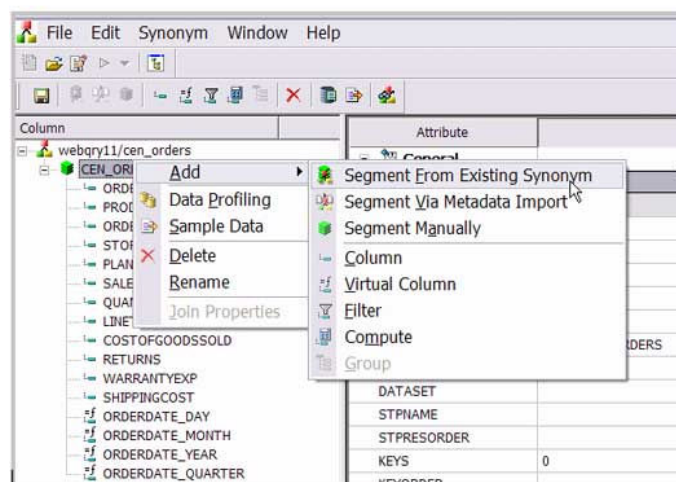 File Edit Synonym Window Help
Column
Attribute
webqry11/cen_orders
General
Add
Segment From Existing Synonym
Data Profiling
Segment Via Metadata Import
Sample Data
Segment Manually
Delete
Column
Rename
Virtual Column
Join Properties
Filter
Compute
Group
COSTOFGOODSSOLD
RETURNS
WARRANTYEXP
SHIPPINGCOST
DATASET
ORDERDATE_DAY
STPNAME
ORDERDATE_MONTH
STPRESORDER
ORDERDATE_YEAR
KEYS 0
ORDERDATE_QUARTER